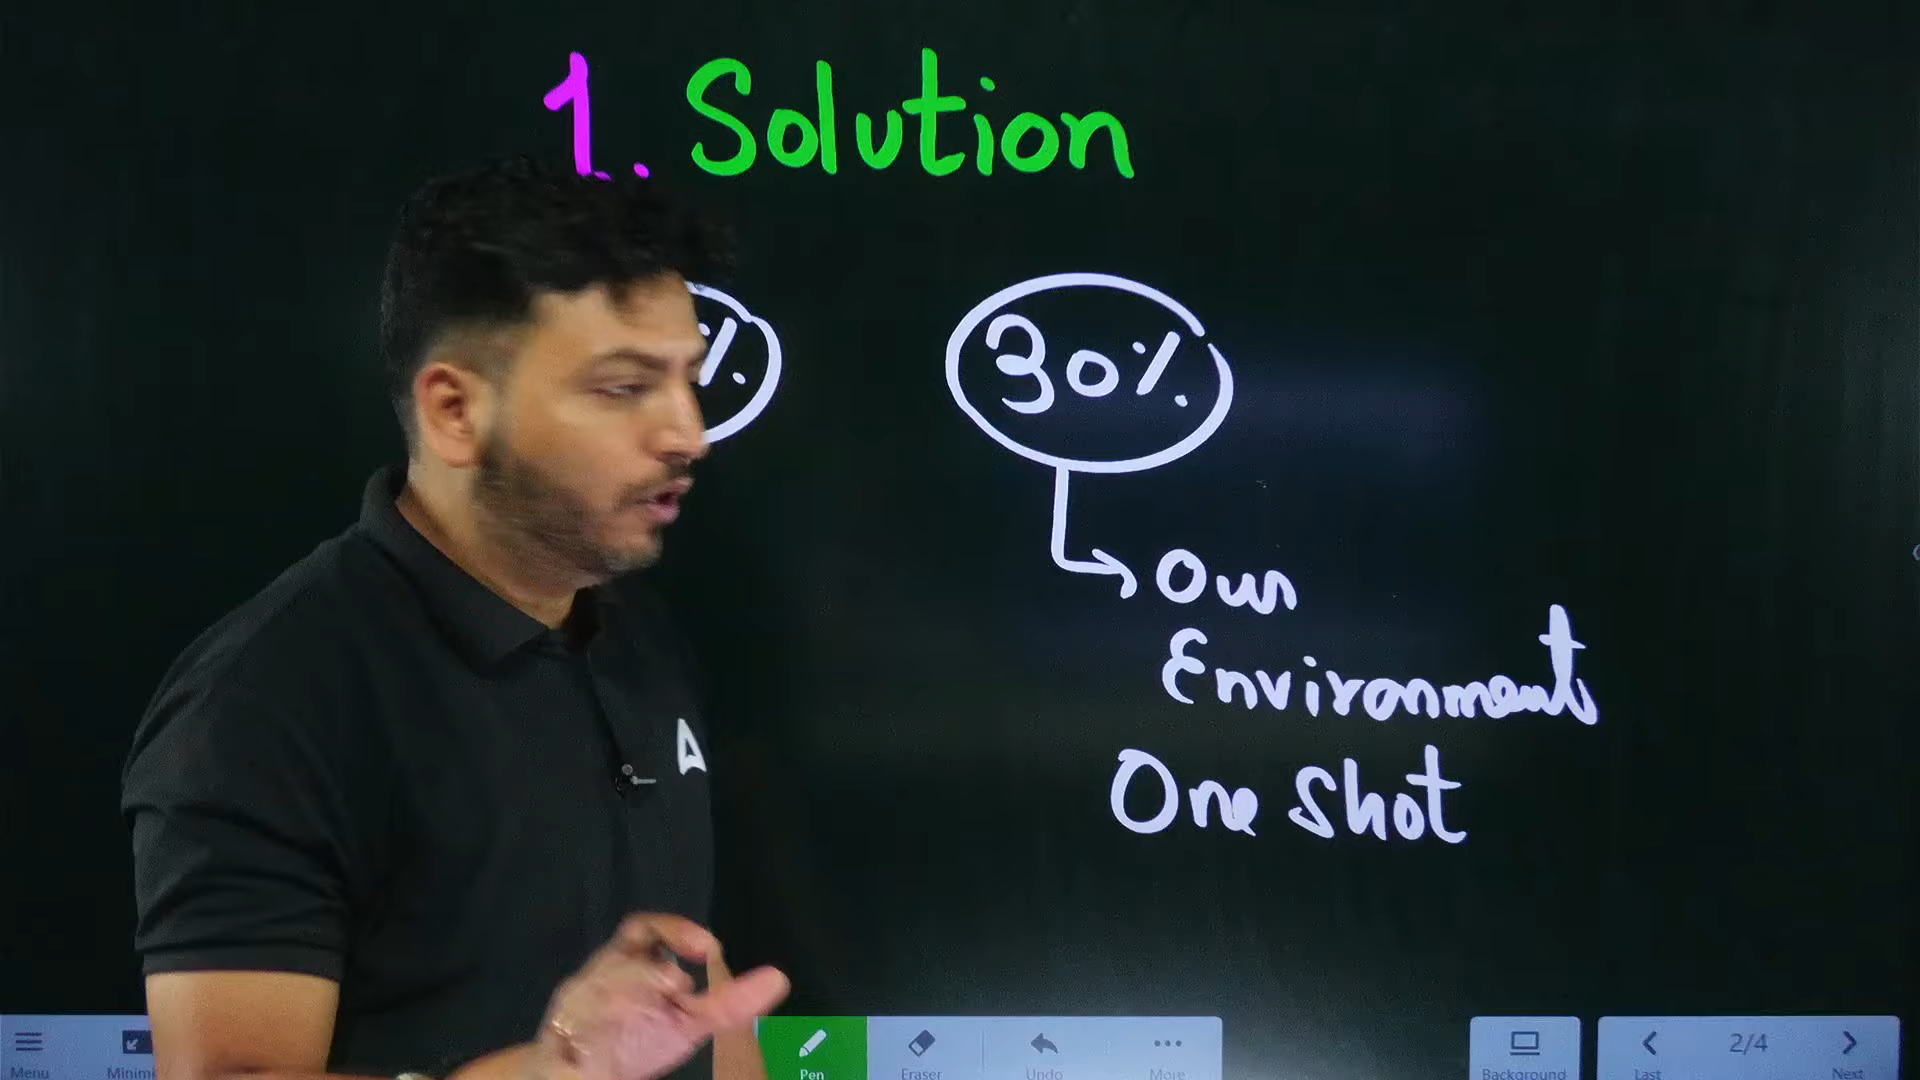 1. Solution
%
30%
Our
Environment
One Shot
Menu
Pen
Eraser
Undo
More
Background
Last
2/4
Next